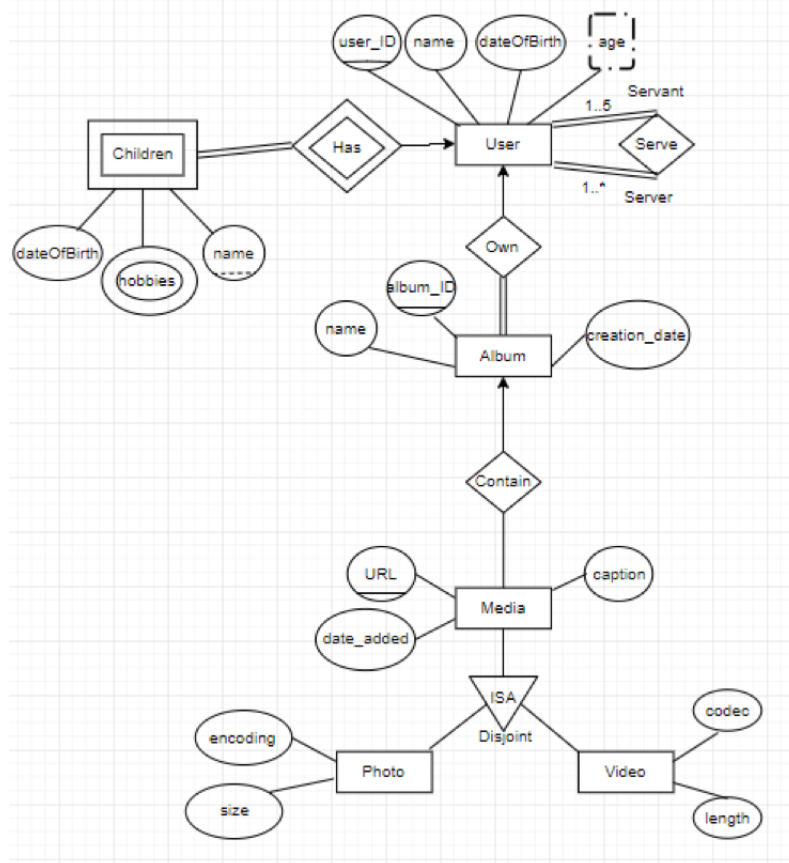 user_ID
name
dateOfBirth
age
Servant
1..5
Children
Has
User
Serve
1..*
Server
dateOfBirth
hobbies
name
Own
album_ID
name
creation_date
Album
Contain
URL
caption
Media
date_added
ISA
Disjoint
codec
encoding
Photo
Video
size
length